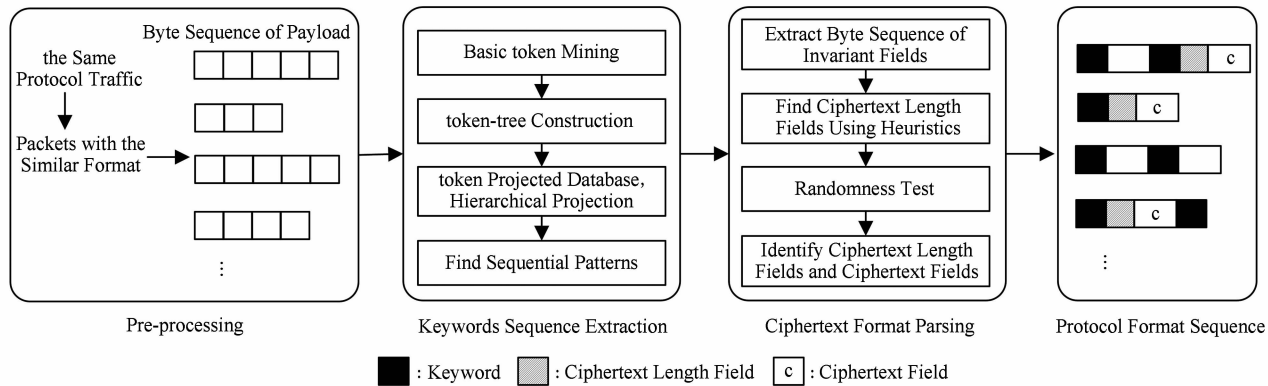 Byte Sequence of Payload
the Same
Protocol Traffic
Packets with the
Similar Format
⋮
Pre-processing
Basic token Mining
token-tree Construction
token Projected Database,
Hierarchical Projection
Find Sequential Patterns
Keywords Sequence Extraction
Extract Byte Sequence of
Invariant Fields
Find Ciphertext Length
Fields Using Heuristics
Randomness Test
Identify Ciphertext Length
Fields and Ciphertext Fields
Ciphertext Format Parsing
c
c
c
⋮
Protocol Format Sequence
: Keyword
: Ciphertext Length Field
c : Ciphertext Field